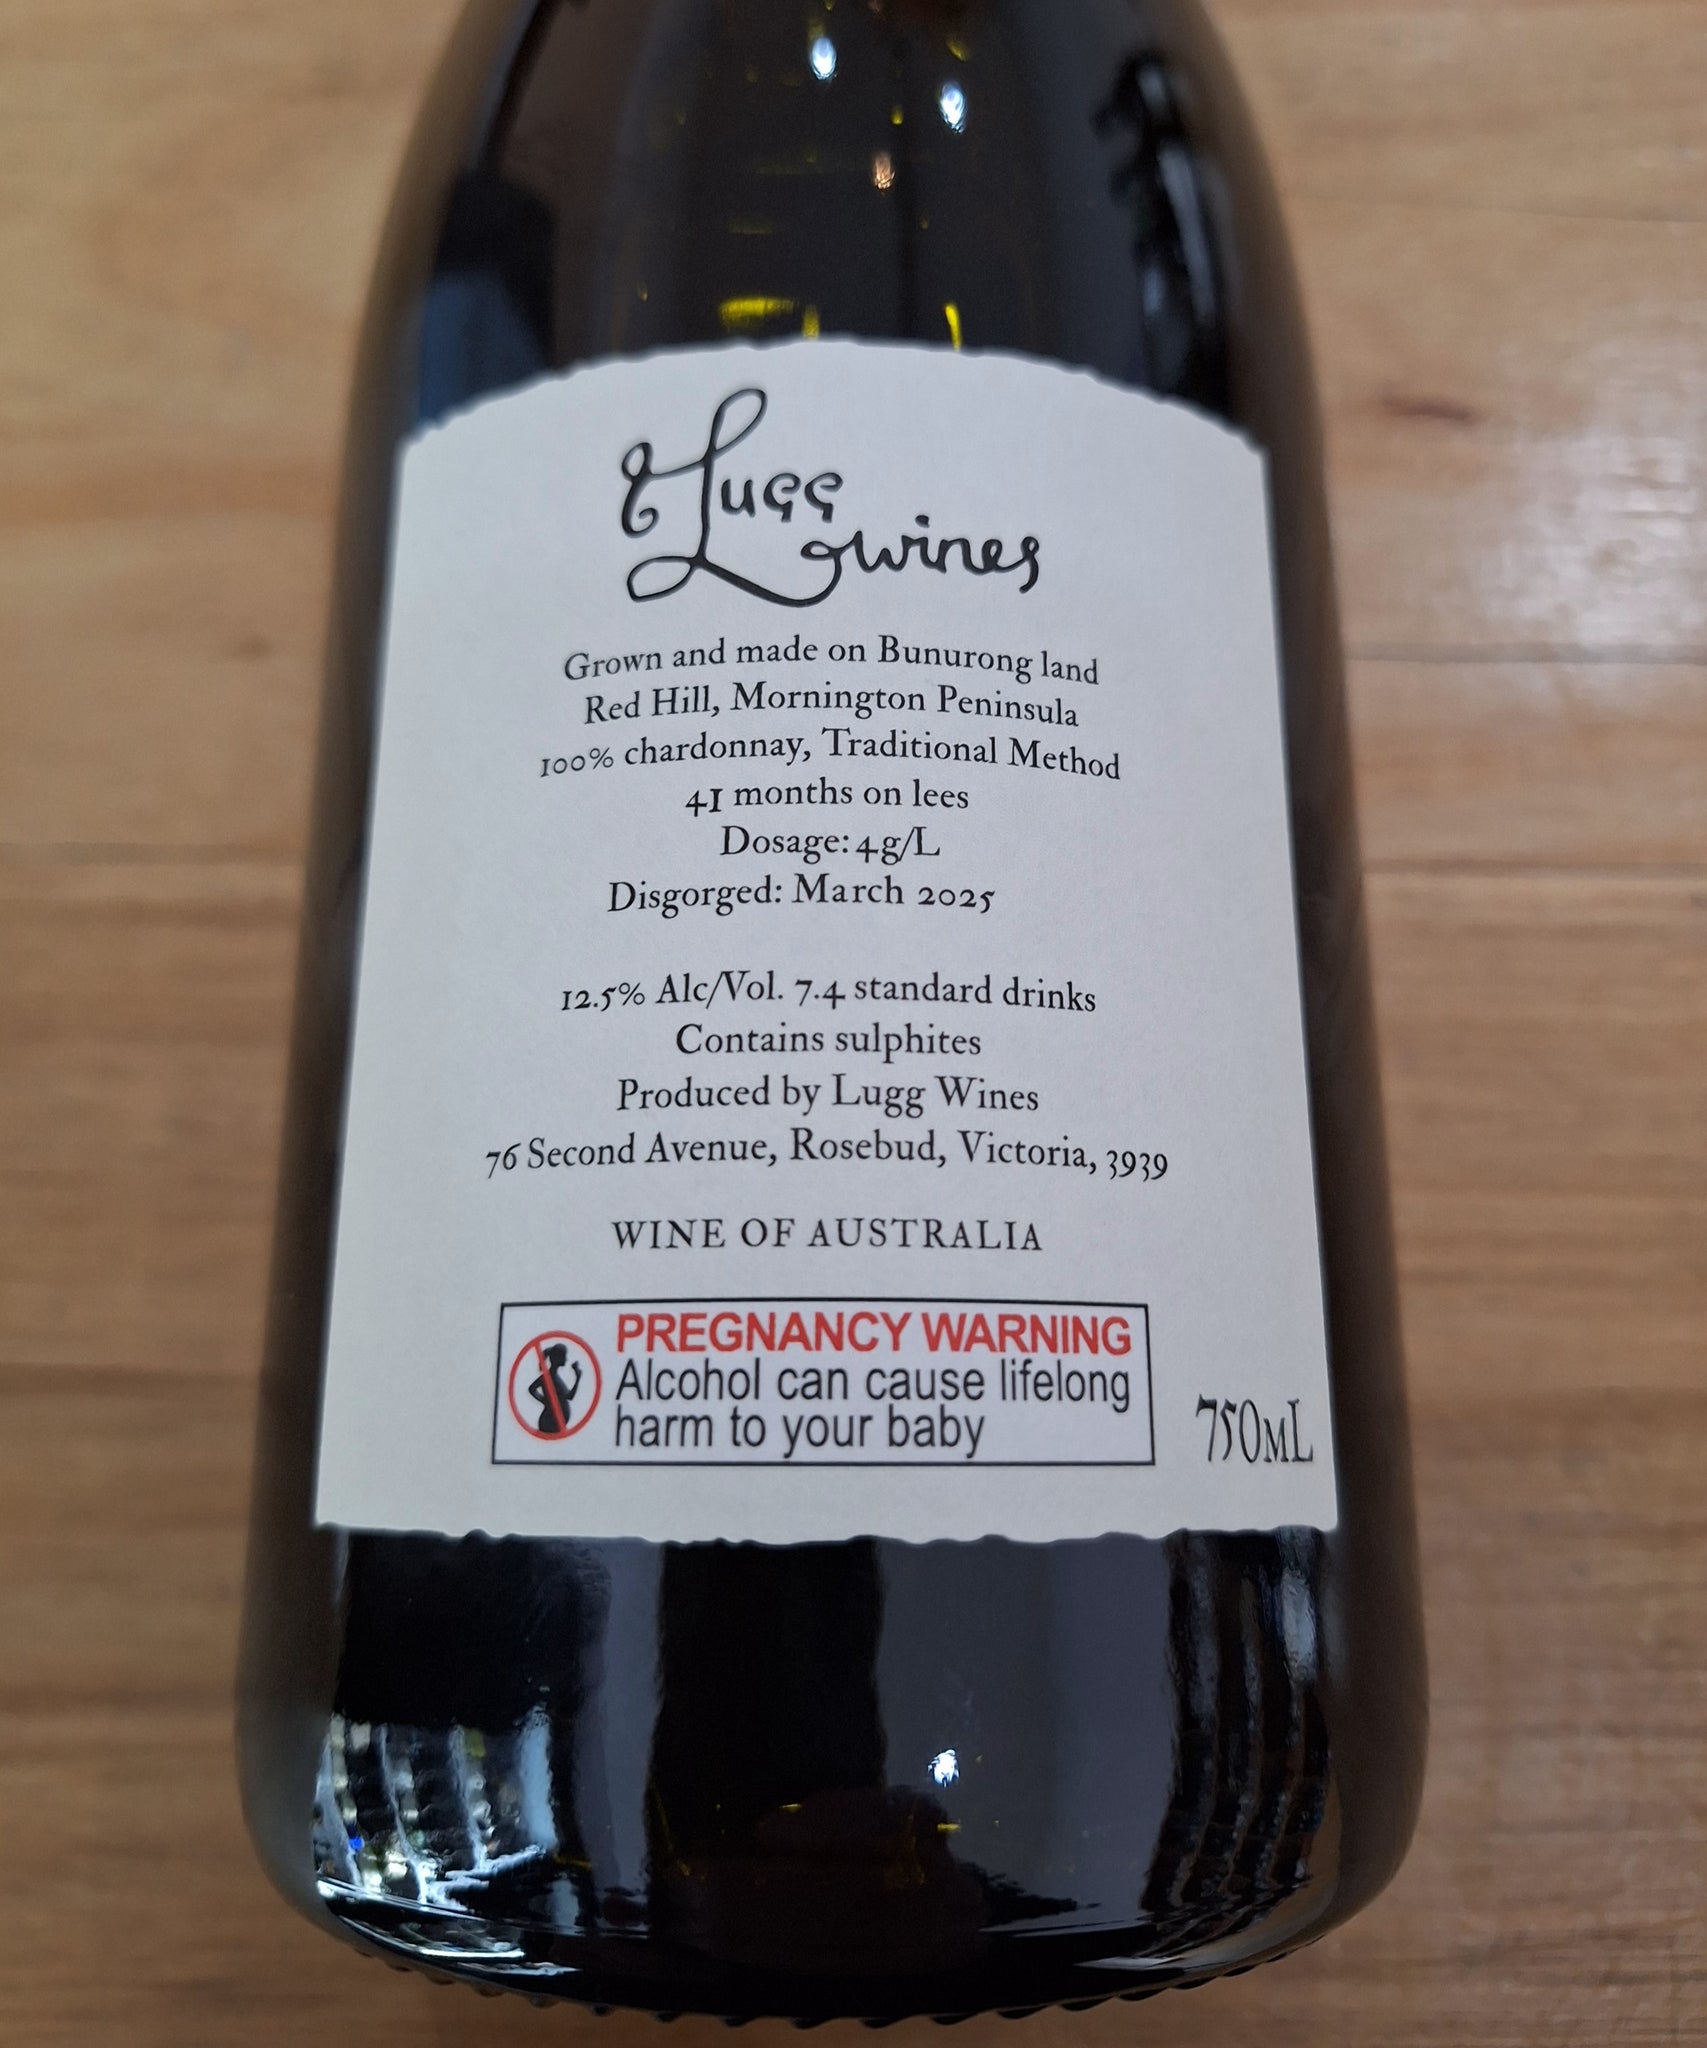 Lugg
wines
Grown and made on Bunurong land
Red Hill, Mornington Peninsula
100% chardonnay, Traditional Method
41 months on lees
Dosage: 4g/L
Disgorged: March 2025
12.5% Alc/Vol. 7.4 standard drinks
Contains sulphites
Produced by Lugg Wines
76 Second Avenue, Rosebud, Victoria, 3939
WINE OF AUSTRALIA
PREGNANCY WARNING
Alcohol can cause lifelong
harm to your baby
750ML